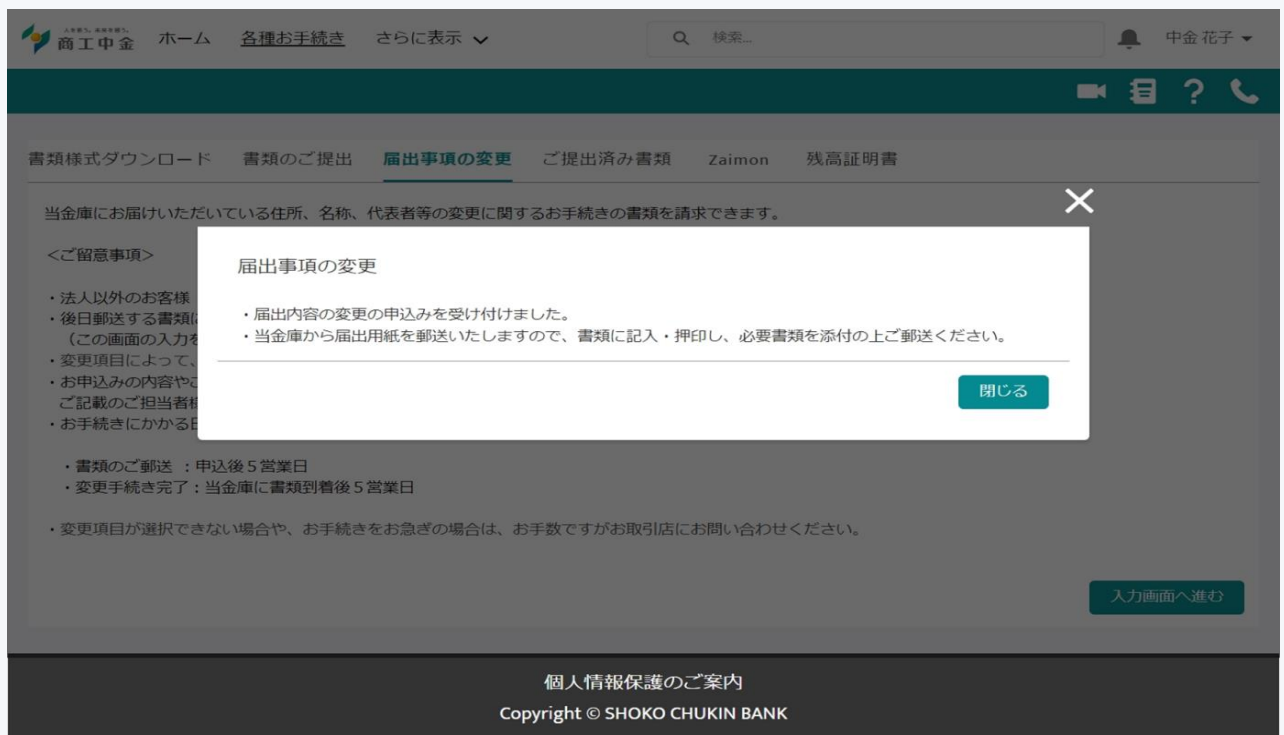 人を思う。未来を思う。
商工中金 ホーム 各種お手続き さらに表示
検索...
中金 花子
書類様式ダウンロード 書類のご提出 届出事項の変更 ご提出済み書類 Zaimon 残高証明書
当金庫にお届けいただいている住所、名称、代表者等の変更に関するお手続きの書類を請求できます。
<ご留意事項>
・法人以外のお客様
・後日郵送する書類
（この画面の入力を
・変更項目によって、
・お申込みの内容や
ご記載のご担当者様
・お手続きにかかる日
届出事項の変更
・届出内容の変更の申込みを受け付けました。
・当金庫から届出用紙を郵送いたしますので、書類に記入・押印し、必要書類を添付の上ご郵送ください。
閉じる
・書類のご郵送 ：申込後５営業日
・変更手続き完了：当金庫に書類到着後５営業日
・変更項目が選択できない場合や、お手続きをお急ぎの場合は、お手数ですがお取引店にお問い合わせください。
入力画面へ進む
個人情報保護のご案内
Copyright © SHOKO CHUKIN BANK